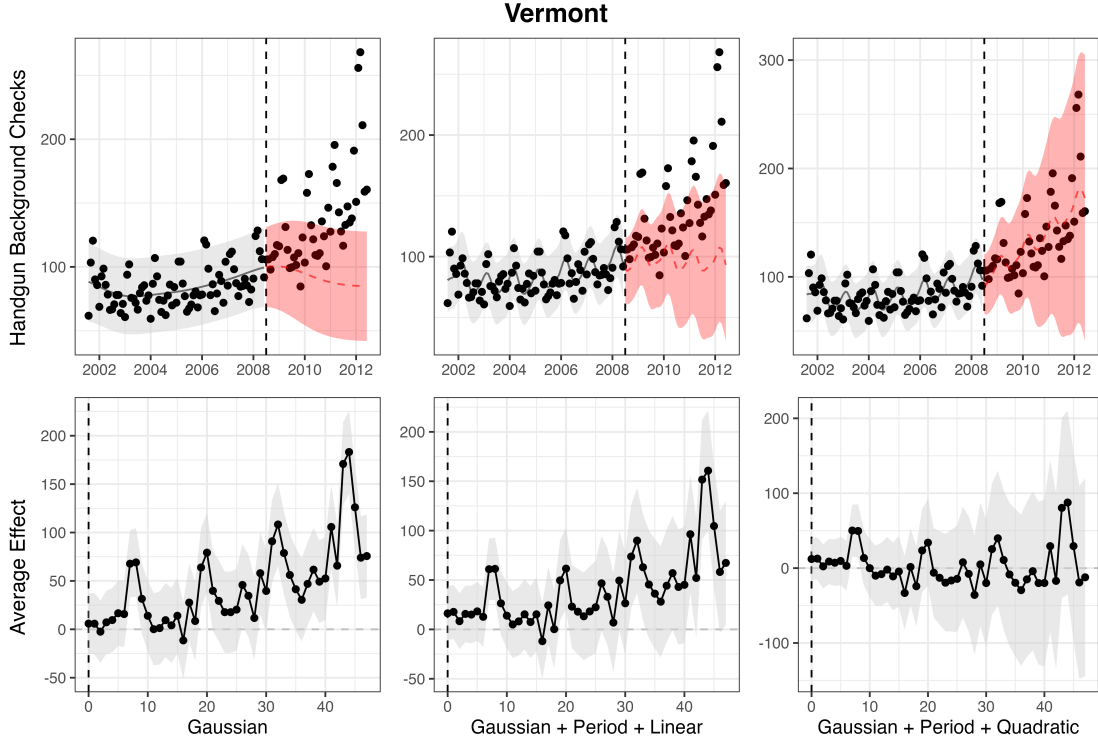 Vermont
Handgun Background Checks
200
100
2002 2004 2006 2008 2010 2012
200
100
2002 2004 2006 2008 2010 2012
300
200
100
2002 2004 2006 2008 2010 2012
Average Effect
200
150
100
50
0
-50
0 10 20 30 40
Gaussian
200
150
100
50
0
-50
0 10 20 30 40
Gaussian + Period + Linear
200
100
0
-100
0 10 20 30 40
Gaussian + Period + Quadratic